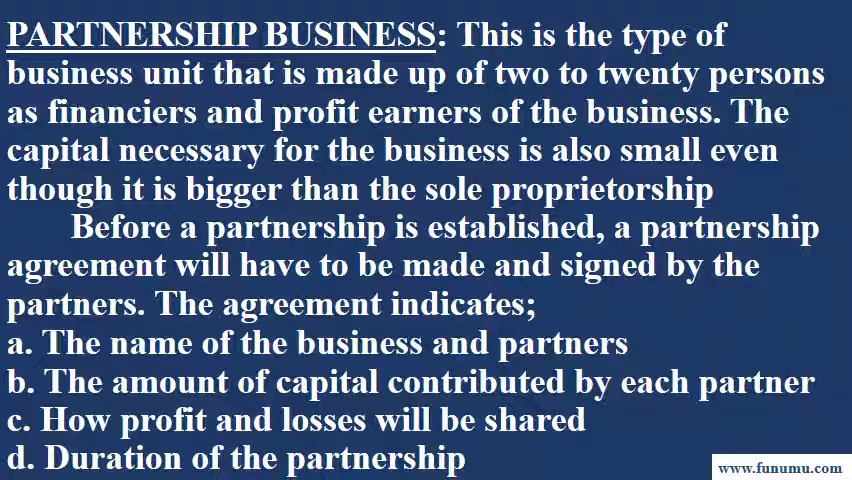 PARTNERSHIP BUSINESS: This is the type of
business unit that is made up of two to twenty persons
as financiers and profit earners of the business. The
capital necessary for the business is also small even
though it is bigger than the sole proprietorship
Before a partnership is established, a partnership
agreement will have to be made and signed by the
partners. The agreement indicates;
a. The name of the business and partners
b. The amount of capital contributed by each partner
c. How profit and losses will be shared
d. Duration of the partnership
www.funumu.com